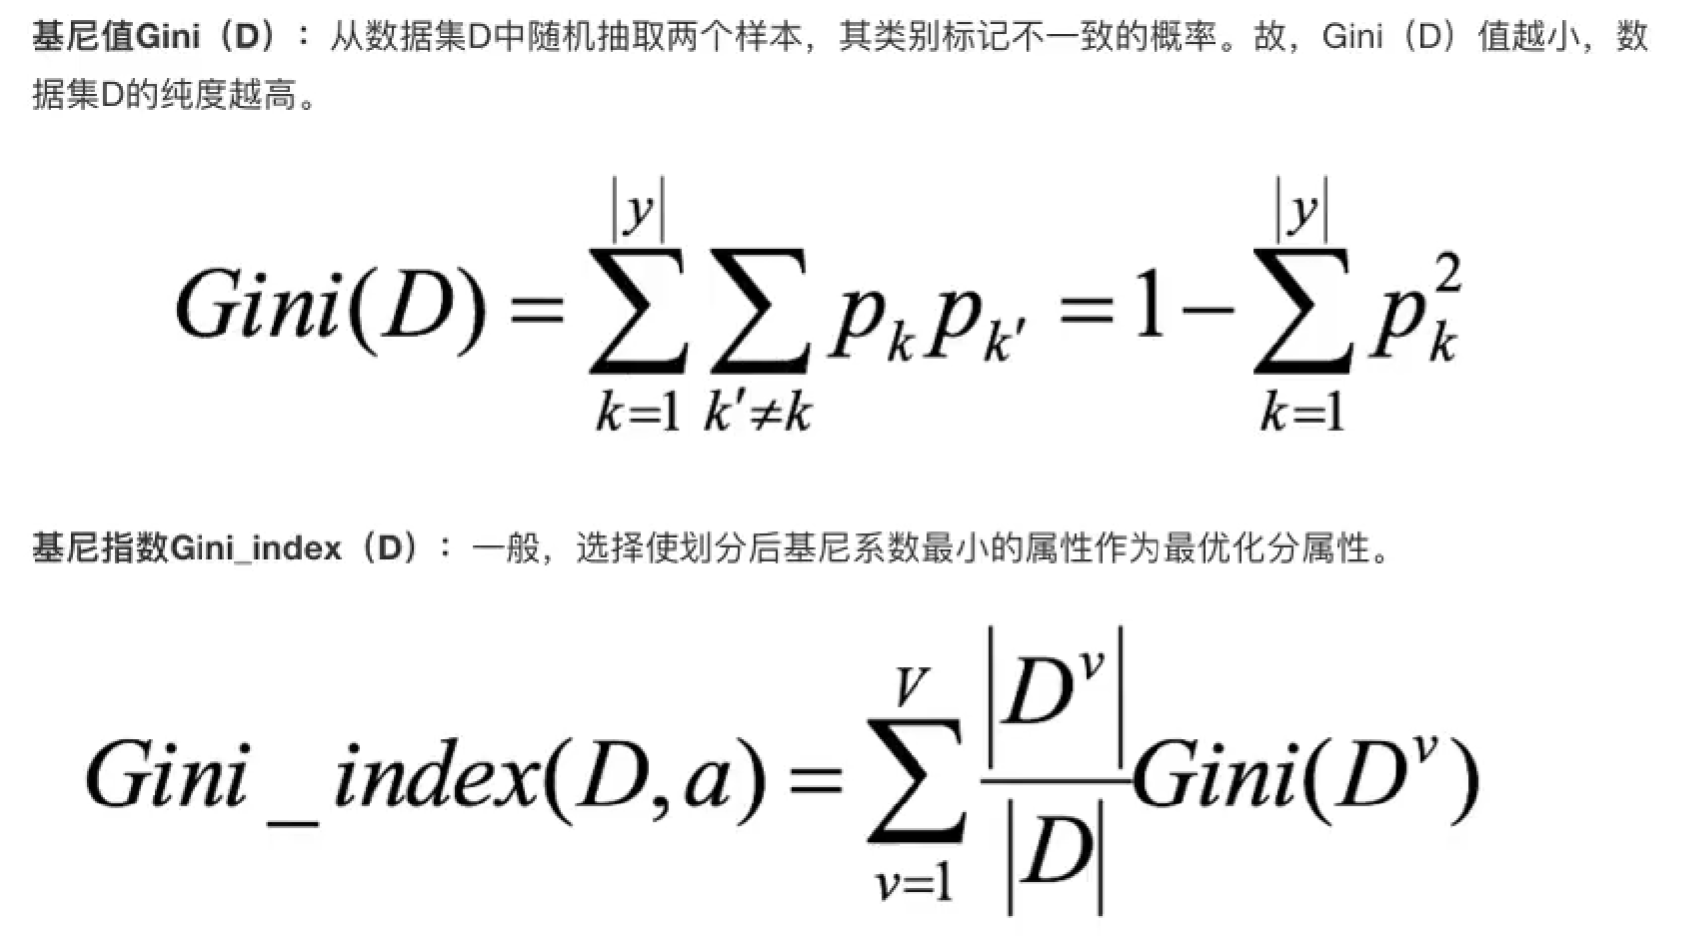 基尼值Gini（D）：从数据集D中随机抽取两个样本，其类别标记不一致的概率。故，Gini（D）值越小，数
据集D的纯度越高。
Gini(D) = \sum_{k=1}^{|y|} \sum_{k'≠k} p_k p_{k'} = 1 - \sum_{k=1}^{|y|} p_k^2
基尼指数Gini_index（D）：一般，选择使划分后基尼系数最小的属性作为最优化分属性。
Gini_index(D,a) = \sum_{v=1}^{V} \frac{|D^v|}{|D|} Gini(D^v)